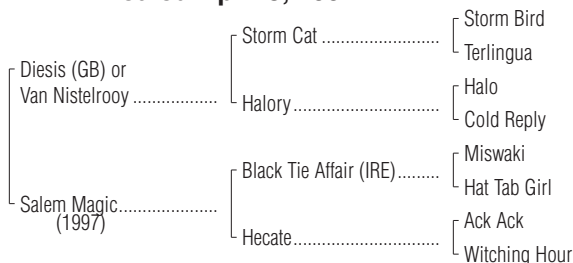 Storm Bird
Storm Cat ........................
Terlingua
Diesis (GB) or
Van Nistelrooy .................
Halo
Halory.............................
Cold Reply
Miswaki
Black Tie Affair (IRE).........
Hat Tab Girl
Salem Magic....................
(1997)
Ack Ack
Hecate.............................
Witching Hour